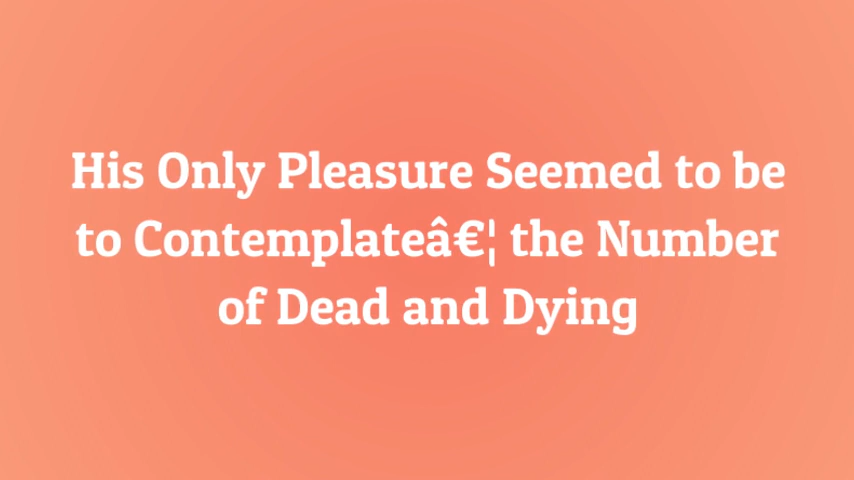 His Only Pleasure Seemed to be
to Contemplateâ€¦ the Number
of Dead and Dying